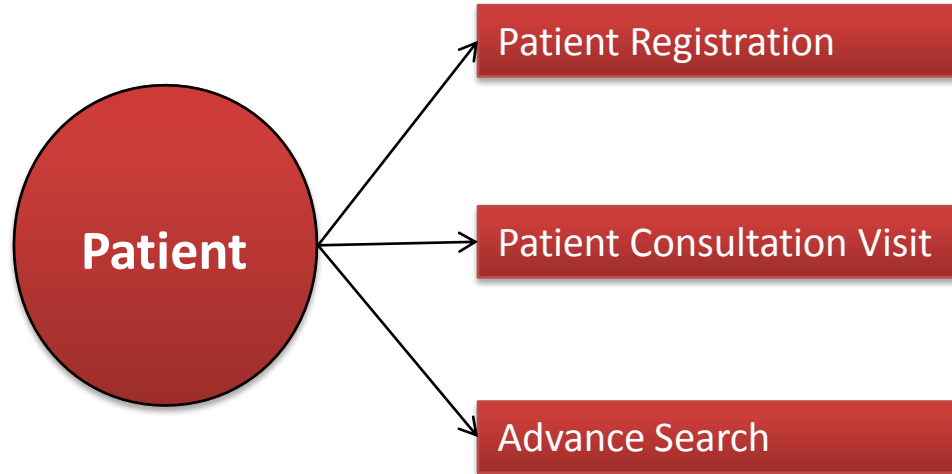 Patient Registration
Patient
Patient Consultation Visit
Advance Search